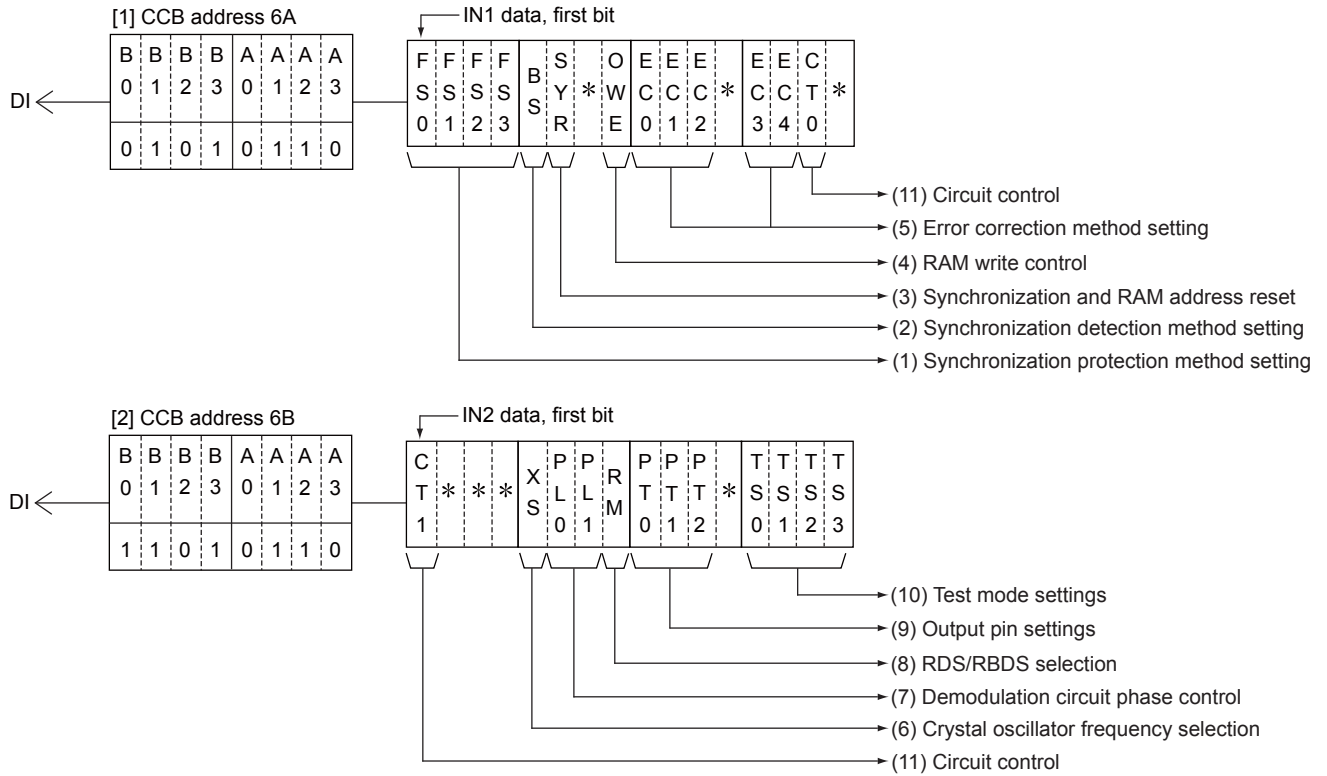 [1] CCB address 6A
IN1 data, first bit
B0 B1 B2 B3 A0 A1 A2 A3
FS0 FS1 FS2 FS3 BS SYR * OWE EC0 EC1 EC2 * EC3 EC4 CT0 *
DI
0 1 0 1 0 1 1 0
(11) Circuit control
(5) Error correction method setting
(4) RAM write control
(3) Synchronization and RAM address reset
(2) Synchronization detection method setting
(1) Synchronization protection method setting
[2] CCB address 6B
IN2 data, first bit
B0 B1 B2 B3 A0 A1 A2 A3
CT1 * * * XS PL0 PL1 RM PT0 PT1 PT2 * TS0 TS1 TS2 TS3
DI
1 1 0 1 0 1 1 0
(10) Test mode settings
(9) Output pin settings
(8) RDS/RBDS selection
(7) Demodulation circuit phase control
(6) Crystal oscillator frequency selection
(11) Circuit control